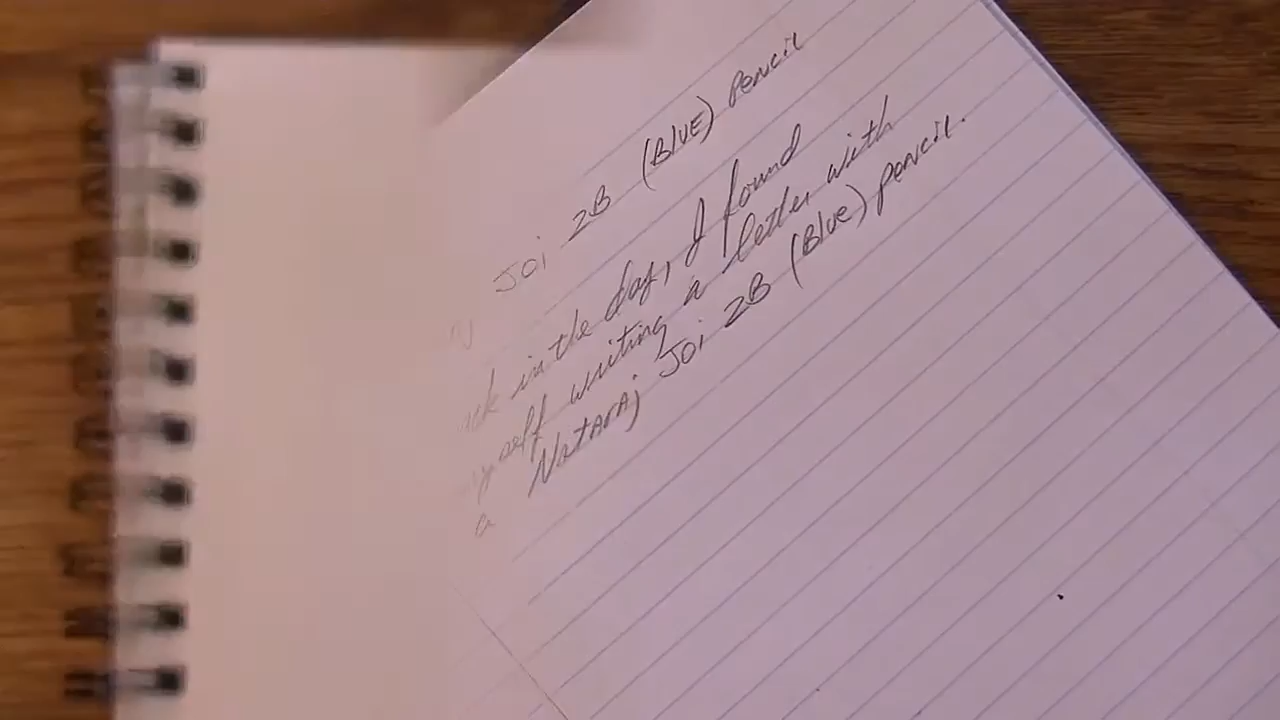 Joi 2B (BLUE) Pencil
in the day, I found
writing a letter with
a Nataraj Joi 2B (Blue) pencil.